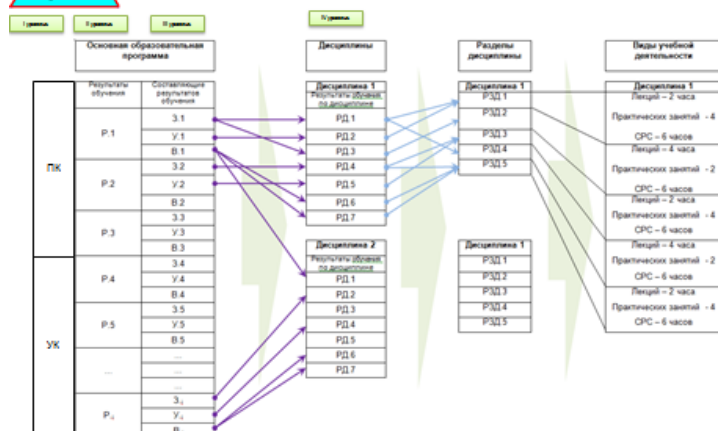 I уровень
II уровень
III уровень
IV уровень
Основная образовательная
программа
Дисциплины
Разделы
дисциплины
Виды учебной
деятельности
ПК
УК
Результаты
обучения
Составляющие
результатов
обучения
Р.1
З.1
У.1
В.1
Р.2
З.2
У.2
В.2
Р.3
З.3
У.3
В.3
Р.4
З.4
У.4
В.4
Р.5
З.5
У.5
В.5
...
...
...
...
Р.i
З.i
У.i
Дисциплина 1
Результаты обучения
по дисциплине
РД.1
РД.2
РД.3
РД.4
РД.5
РД.6
РД.7
Дисциплина 2
Результаты обучения
по дисциплине
РД.1
РД.2
РД.3
РД.4
РД.5
РД.6
РД.7
Дисциплина 1
РЗД.1
РЗД.2
РЗД.3
РЗД.4
РЗД.5
Дисциплина 1
РЗД.1
РЗД.2
РЗД.3
РЗД.4
РЗД.5
Дисциплина 1
Лекций – 2 часа
Практических занятий - 4
СРС – 6 часов
Лекций – 4 часа
Практических занятий - 2
СРС – 6 часов
Лекций – 2 часа
Практических занятий - 4
СРС – 6 часов
Лекций – 4 часа
Практических занятий - 2
СРС – 6 часов
Лекций – 2 часа
Практических занятий - 4
СРС – 6 часов